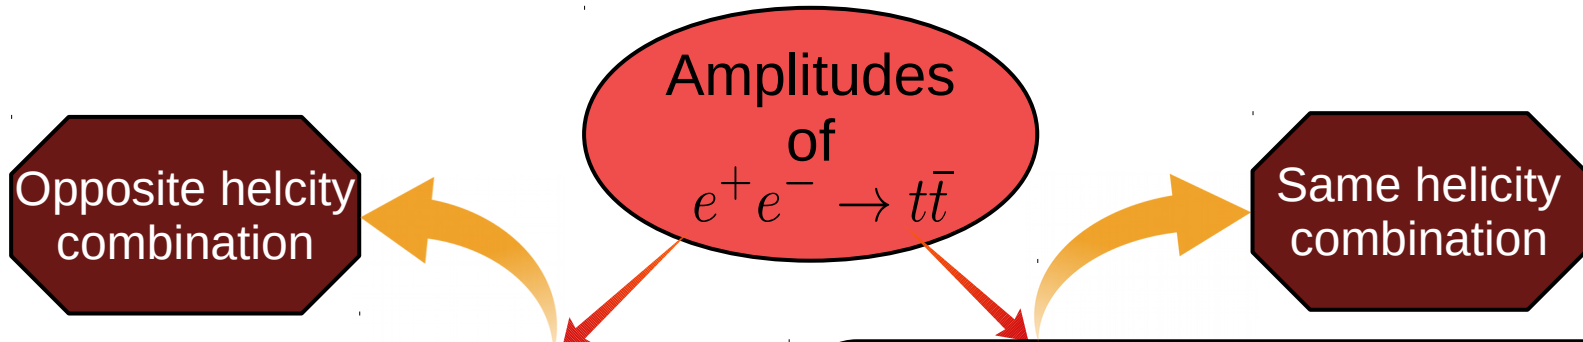 Amplitudes
of
e⁺e⁻ → tt̄
Opposite helcity
combination
Same helicity
combination